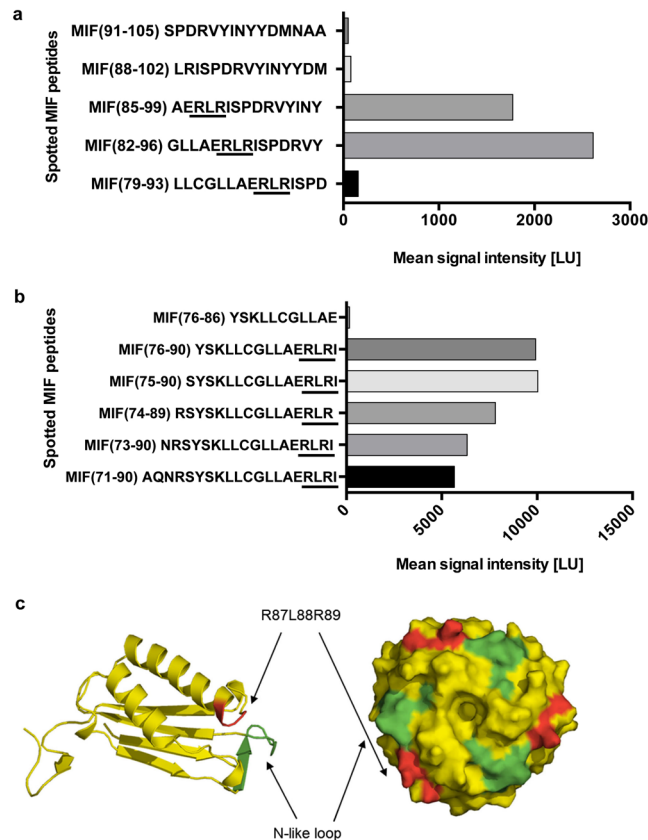 a
Spotted MIF peptides
MIF(91-105) SPDRVYINYYDMNAA
MIF(88-102) LRISPDRVYINYYDM
MIF(85-99) AERLRISPDRVYINY
MIF(82-96) GLLAERLRISPDRVY
MIF(79-93) LLCGLLAERLRISPD
0 1000 2000 3000
Mean signal intensity [LU]
b
Spotted MIF peptides
MIF(76-86) YSKLLCGLLAE
MIF(76-90) YSKLLCGLLAERLRI
MIF(75-90) SYSKLLCGLLAERLRI
MIF(74-89) RSYSKLLCGLLAERLR
MIF(73-90) NRSYSKLLCGLLAERLRI
MIF(71-90) AQNRSYSKLLCGLLAERLRI
0 5000 10000 15000
Mean signal intensity [LU]
c
R87L88R89
N-like loop